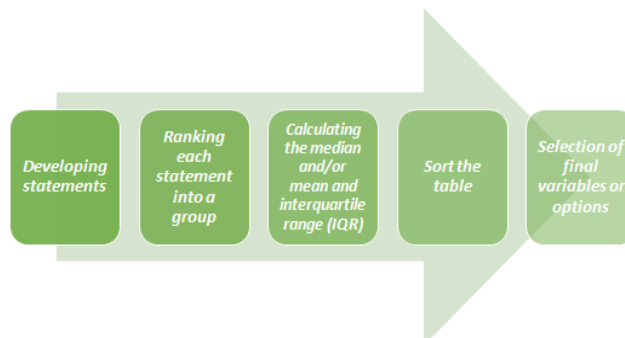 Developing
statements
Ranking
each
statement
into a
group
Calculating
the median
and/or
mean and
interquartile
range (IQR)
Sort the
table
Selection of
final
variables or
options